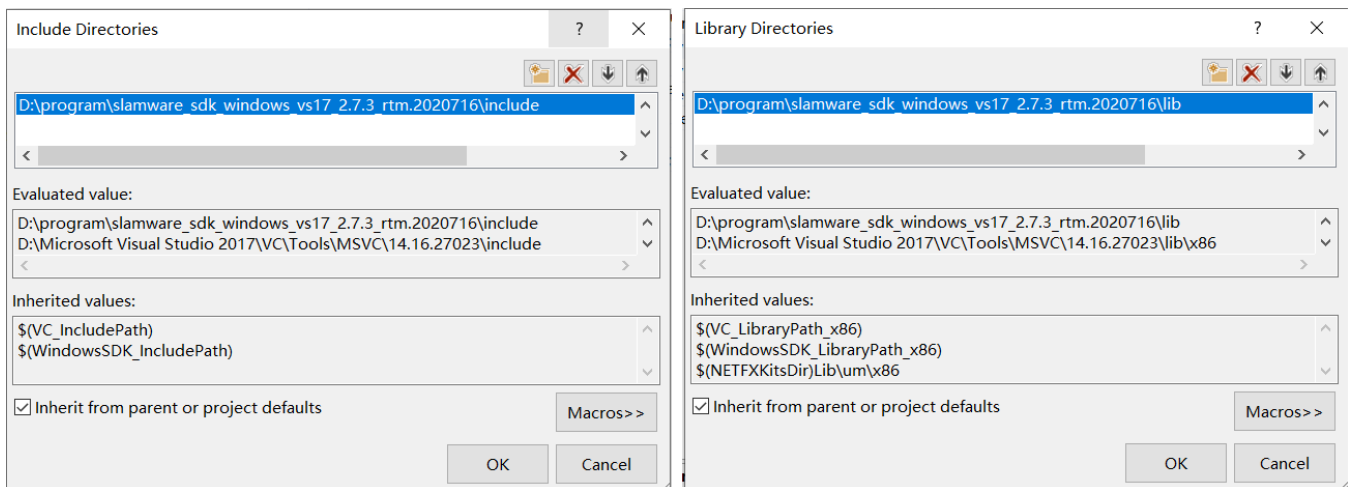 Include Directories
?
D:\program\slamware_sdk_windows_vs17_2.7.3_rtm.2020716\include
Evaluated value:
D:\program\slamware_sdk_windows_vs17_2.7.3_rtm.2020716\include
D:\Microsoft Visual Studio 2017\VC\Tools\MSVC\14.16.27023\include
Inherited values:
$(VC_IncludePath)
$(WindowsSDK_IncludePath)
Inherit from parent or project defaults
Macros>>
OK
Cancel
Library Directories
?
D:\program\slamware_sdk_windows_vs17_2.7.3_rtm.2020716\lib
Evaluated value:
D:\program\slamware_sdk_windows_vs17_2.7.3_rtm.2020716\lib
D:\Microsoft Visual Studio 2017\VC\Tools\MSVC\14.16.27023\lib\x86
Inherited values:
$(VC_LibraryPath_x86)
$(WindowsSDK_LibraryPath_x86)
$(NETFXKitsDir)Lib\um\x86
Inherit from parent or project defaults
Macros>>
OK
Cancel